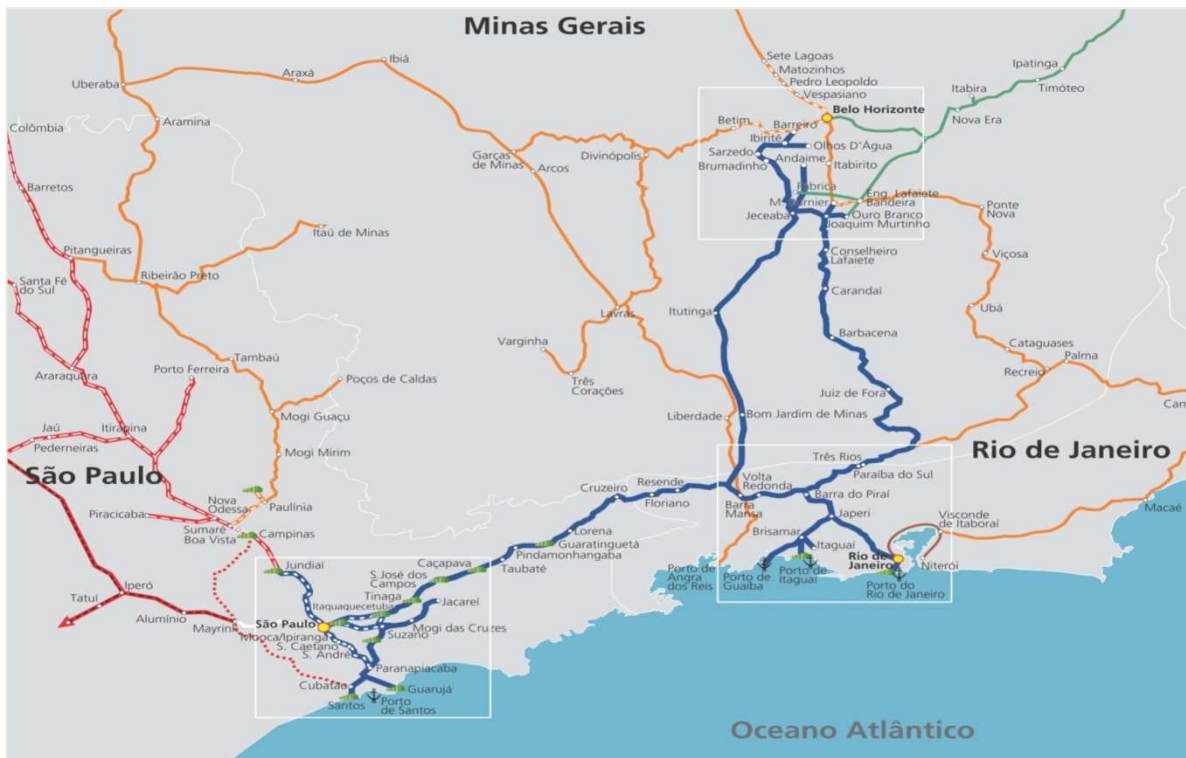 Minas Gerais
Sete Lagoas
Matozinhos
Pedro Leopoldo
Vespasiano
Belo Horizonte
Ipatinga
Timóteo
Itabira
Nova Era
Ibiá
Araxá
Uberaba
Aramina
Colômbia
Barretos
Pitangueiras
Ribeirão Preto
Itaú de Minas
Santa Fé
do Sul
Garças
de Minas
Arcos
Divinópolis
Betim
Barreiro
Ibirité
Olhos D'Água
Sarzedo
Andaime
Brumadinho
Itabirito
Fábrica
Eng. Lafaiete
Bandeira
Jeceaba
Ouro Branco
Joaquim Murtinho
Ponte
Nova
Conselheiro
Lafaiete
Viçosa
Carandaí
Ubá
Itutinga
Lavras
Barbacena
Cataguases
Palma
Recreio
Varginha
Três
Corações
Juiz de Fora
Liberdade
Bom Jardim de Minas
Tambaú
Porto Ferreira
Poços de Caldas
Araraquara
Mogi Guaçu
Jaú
Itirapina
Pederneiras
Mogi Mirim
São Paulo
Rio de Janeiro
Três Rios
Paraíba do Sul
Cam
Nova
Odessa
Paulínia
Piracicaba
Sumaré
Boa Vista
Campinas
Cruzeiro
Resende
Floriano
Volta
Redonda
Barra
Mansa
Barra do Piraí
Japeri
Visconde
de Itaboraí
Macaé
Brisamar
Itaguaí
Lorena
Guaratinguetá
Pindamonhangaba
Taubaté
Caçapava
S. José dos
Campos
Jundiaí
Tinaga
Itaquaquecetuba
Jacareí
Porto de
Angra
dos Reis
Porto de
Guaíba
Porto de
Itaguaí
Rio de
Janeiro
Niterói
Porto do
Rio de Janeiro
Iperó
Tatuí
Alumínio
Mayrink
São Paulo
Mooca/Ipiranga
S. Caetano
S. André
Suzano
Mogi das Cruzes
Paranapiacaba
Cubatão
Guarujá
Santos
Porto
de Santos
Oceano Atlântico